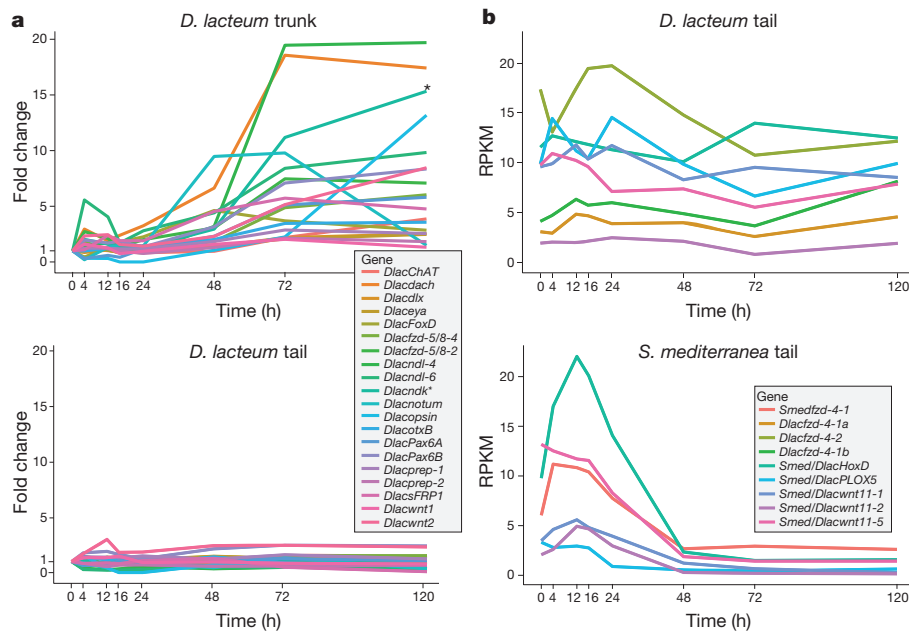 a
D. lacteum trunk
Fold change
20
15
10
5
1
0
*
0 4 12 16 24 48 72 120
Time (h)
D. lacteum tail
Fold change
20
15
10
5
1
0
0 4 12 16 24 48 72 120
Time (h)
Gene
DlacChAT
Dlacdach
Dlacdlx
Dlaceya
DlacFoxD
Dlacfzd-5/8-4
Dlacfzd-5/8-2
Dlacndl-4
Dlacndl-6
Dlacndk*
Dlacnotum
Dlacopsin
DlacotxB
DlacPax6A
DlacPax6B
Dlacprep-1
Dlacprep-2
DlacsFRP1
Dlacwnt1
Dlacwnt2
b
D. lacteum tail
RPKM
20
15
10
5
0
0 4 12 16 24 48 72 120
Time (h)
S. mediterranea tail
RPKM
20
15
10
5
0
0 4 12 16 24 48 72 120
Time (h)
Gene
Smedfzd-4-1
Dlacfzd-4-1a
Dlacfzd-4-2
Dlacfzd-4-1b
Smed/DlacHoxD
Smed/DlacPLOX5
Smed/Dlacwnt11-1
Smed/Dlacwnt11-2
Smed/Dlacwnt11-5